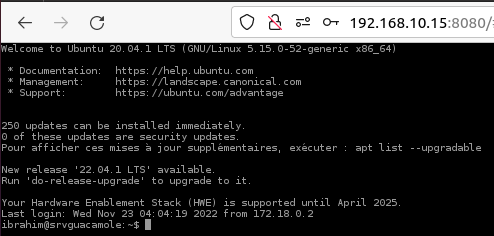 192.168.10.15:8080/
Welcome to Ubuntu 20.04.1 LTS (GNU/Linux 5.15.0-52-generic x86_64)
* Documentation: https://help.ubuntu.com
* Management: https://landscape.canonical.com
* Support: https://ubuntu.com/advantage
250 updates can be installed immediately.
0 of these updates are security updates.
Pour afficher ces mises à jour supplémentaires, exécuter : apt list --upgradable
New release '22.04.1 LTS' available.
Run 'do-release-upgrade' to upgrade to it.
Your Hardware Enablement Stack (HWE) is supported until April 2025.
Last login: Wed Nov 23 04:04:19 2022 from 172.18.0.2
ibrahim@srvguacamole:~$